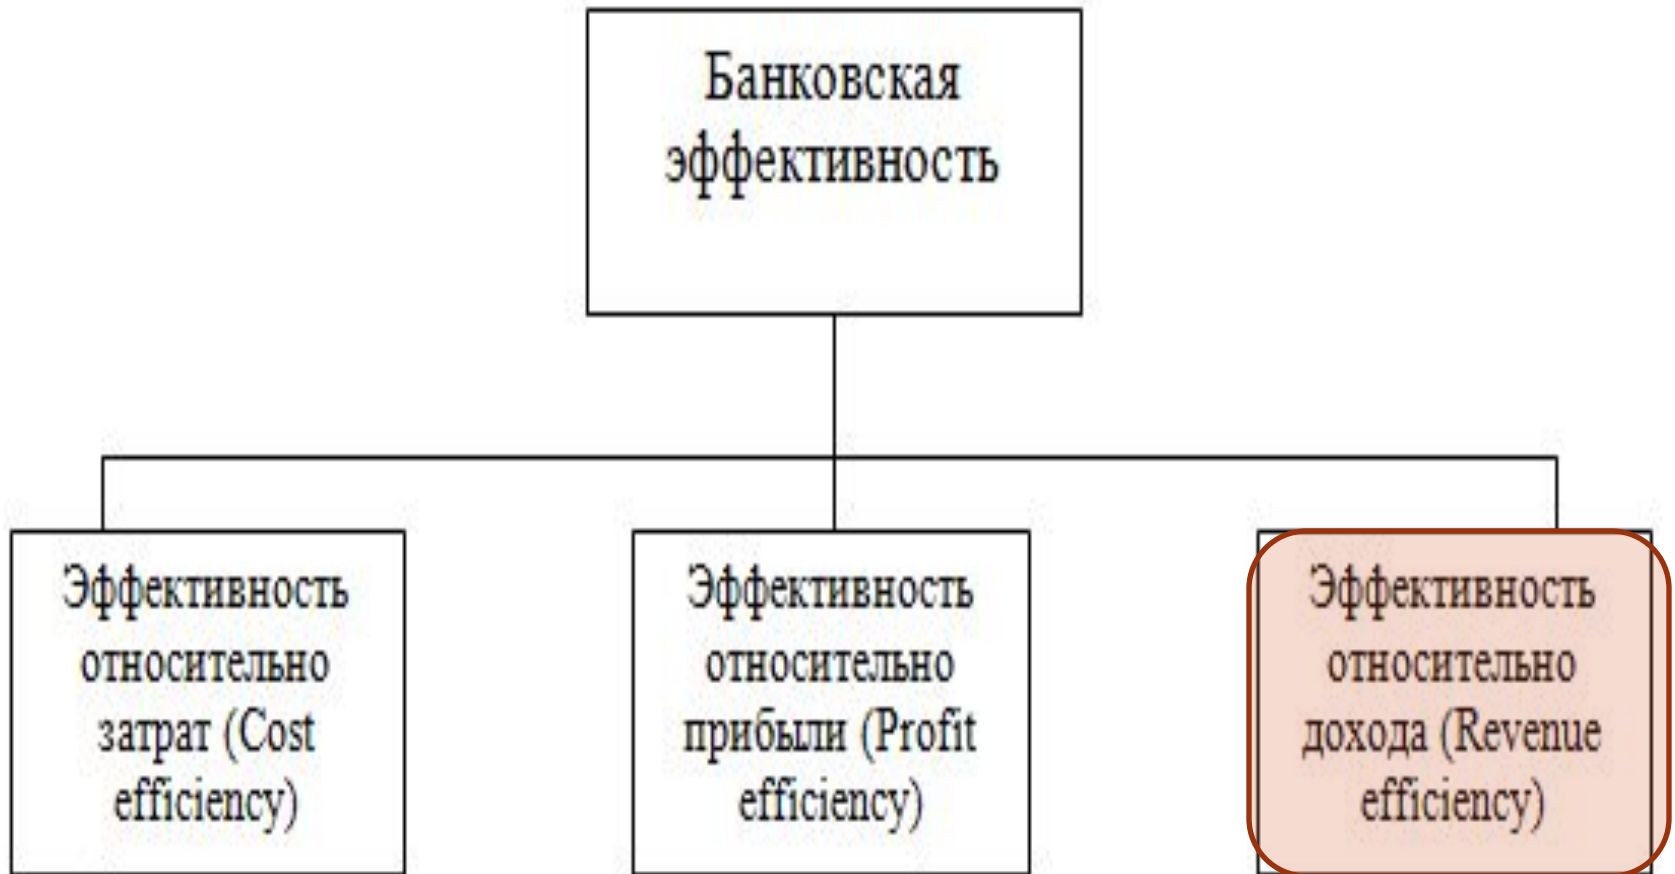 Банковская
эффективность
Эффективность
относительно
затрат (Cost
efficiency)
Эффективность
относительно
прибыли (Profit
efficiency)
Эффективность
относительно
дохода (Revenue
efficiency)